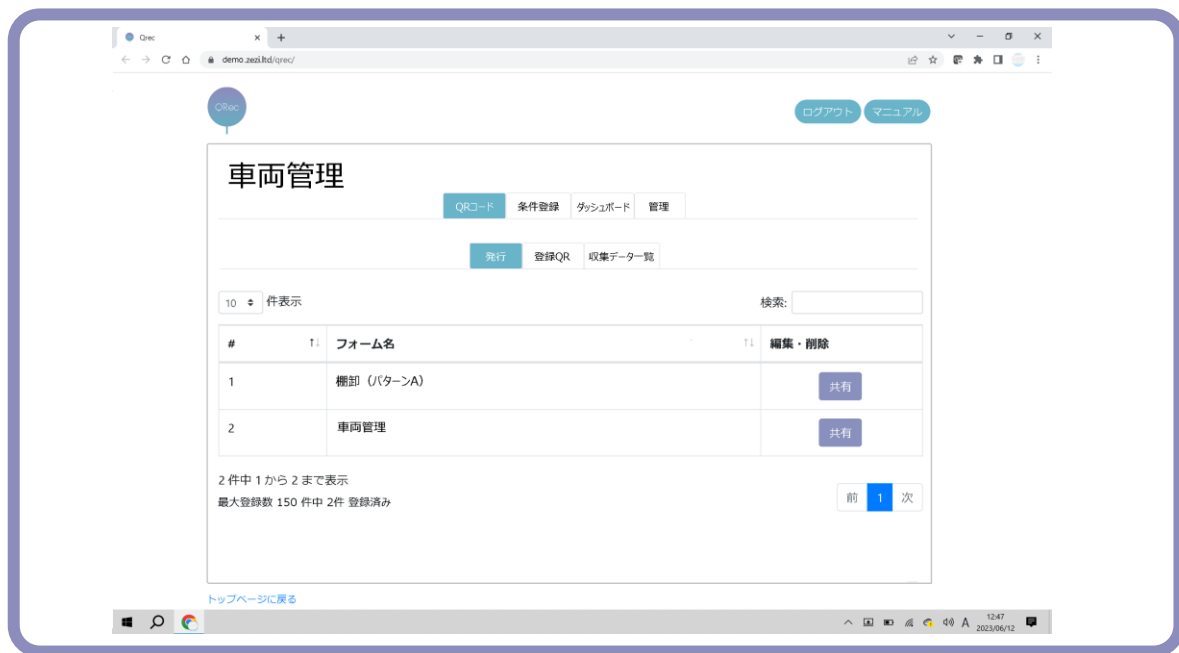 Qrec
demo.zezi.ltd/qrec/
QRec
ログアウト マニュアル
車両管理
QRコード 条件登録 ダッシュボード 管理
発行 登録QR 収集データ一覧
10 件表示 検索:
# フォーム名 編集・削除
1 棚卸（パターンA） 共有
2 車両管理 共有
2 件中 1 から 2 まで表示
最大登録数 150 件中 2件 登録済み
前 1 次
トップページに戻る
A 12:47
2023/06/12